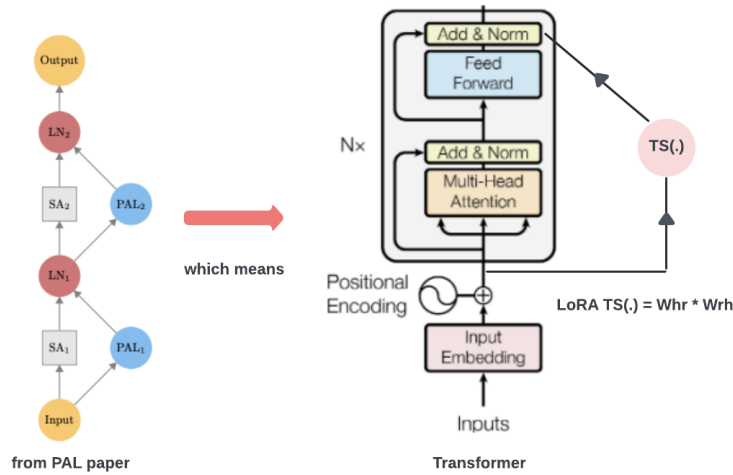 Output
LN2
SA2
PAL2
LN1
SA1
PAL1
Input
from PAL paper
which means
Add & Norm
Feed
Forward
Nx
Add & Norm
Multi-Head
Attention
Positional
Encoding
Input
Embedding
Inputs
Transformer
TS(.)
LoRA TS(.) = Whr * Wrh